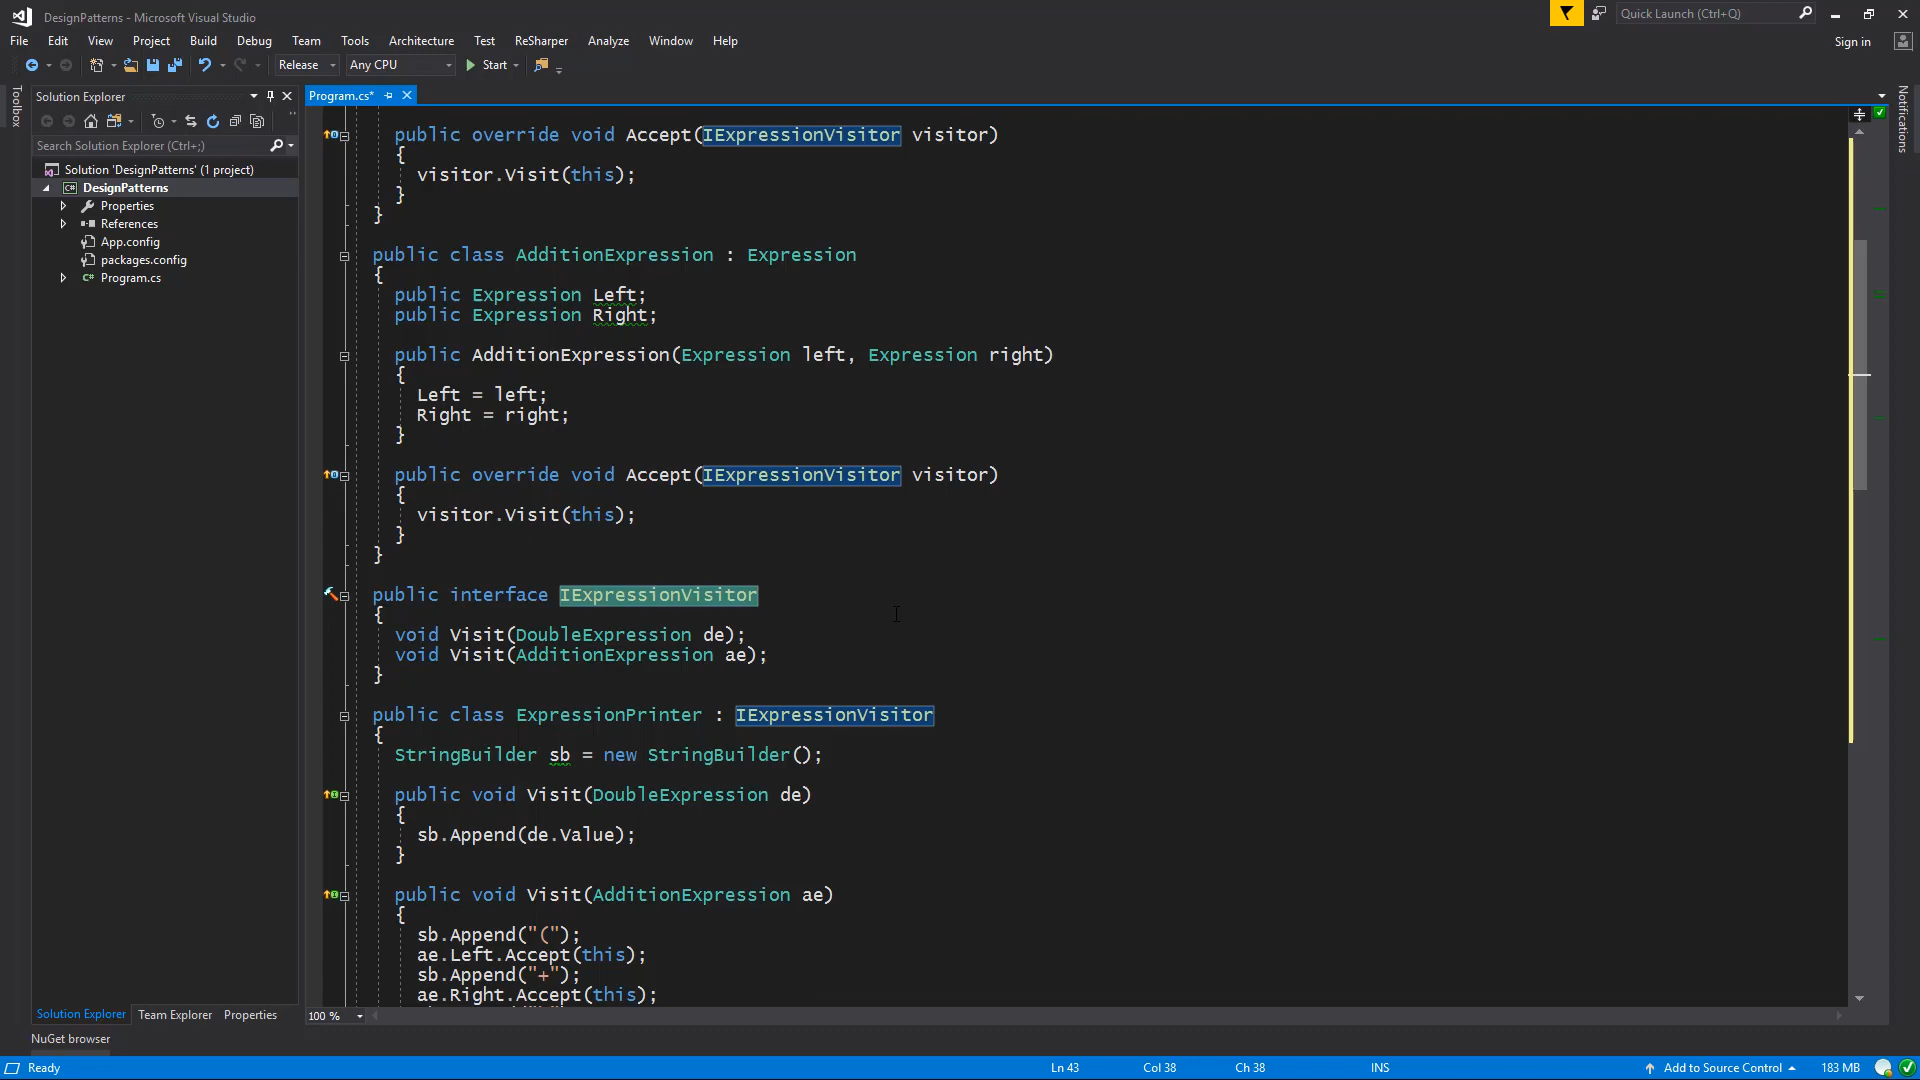 DesignPatterns - Microsoft Visual Studio
Quick Launch (Ctrl+Q)
File Edit View Project Build Debug Team Tools Architecture Test ReSharper Analyze Window Help
Sign in
Release Any CPU Start
Toolbox
Solution Explorer
Search Solution Explorer (Ctrl+;)
Solution 'DesignPatterns' (1 project)
C# DesignPatterns
Properties
References
App.config
packages.config
C# Program.cs
Program.cs*
public override void Accept(IExpressionVisitor visitor)
{
visitor.Visit(this);
}
}
public class AdditionExpression : Expression
{
public Expression Left;
public Expression Right;
public AdditionExpression(Expression left, Expression right)
{
Left = left;
Right = right;
}
public override void Accept(IExpressionVisitor visitor)
{
visitor.Visit(this);
}
}
public interface IExpressionVisitor
{
void Visit(DoubleExpression de);
void Visit(AdditionExpression ae);
}
public class ExpressionPrinter : IExpressionVisitor
{
StringBuilder sb = new StringBuilder();
public void Visit(DoubleExpression de)
{
sb.Append(de.Value);
}
public void Visit(AdditionExpression ae)
{
sb.Append("(");
ae.Left.Accept(this);
sb.Append("+");
ae.Right.Accept(this);
Notifications
Solution Explorer Team Explorer Properties
100 %
NuGet browser
Ready
Ln 43 Col 38 Ch 38 INS
Add to Source Control
183 MB